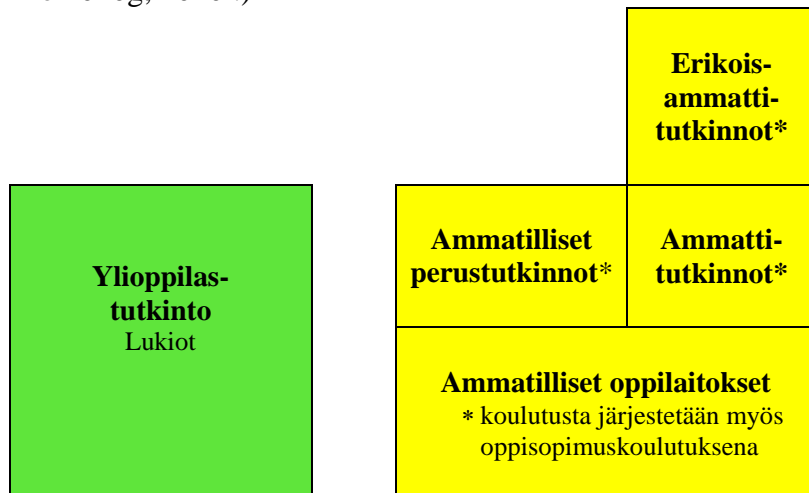 Erikois-
ammatti-
tutkinnot*
Ylioppilas-
tutkinto
Lukiot
Ammatilliset
perustutkinnot*
Ammatti-
tutkinnot*
Ammatilliset oppilaitokset
* koulutusta järjestetään myös
oppisopimuskoulutuksena